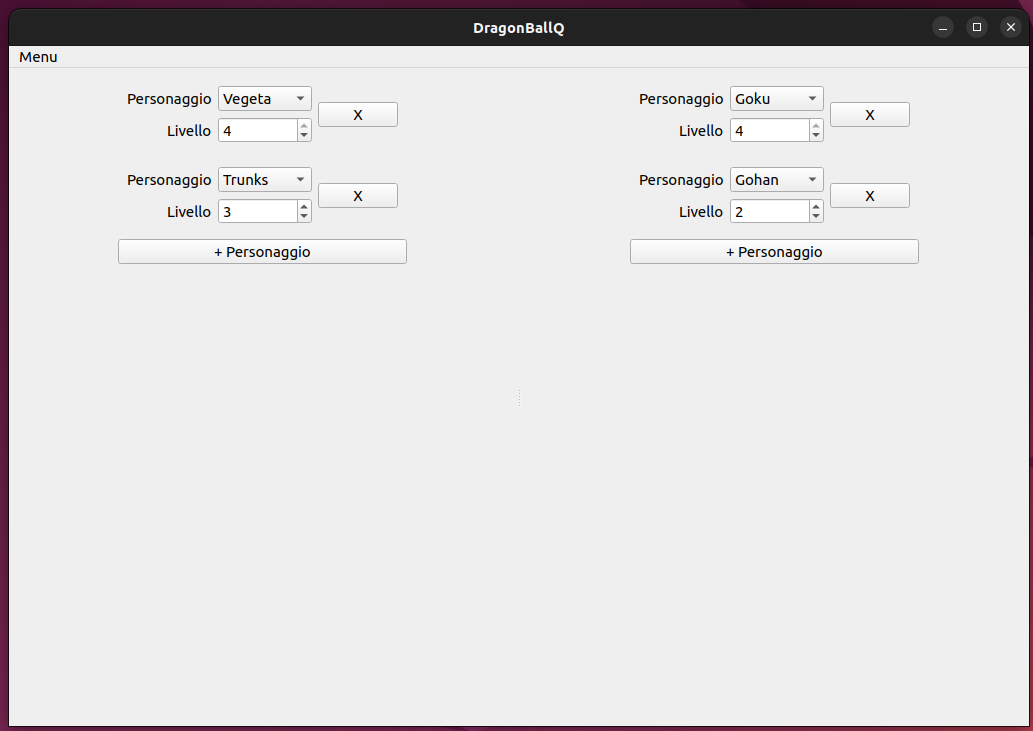 DragonBallQ
Menu
Personaggio Vegeta
X
Livello 4
Personaggio Trunks
X
Livello 3
+ Personaggio
Personaggio Goku
X
Livello 4
Personaggio Gohan
X
Livello 2
+ Personaggio